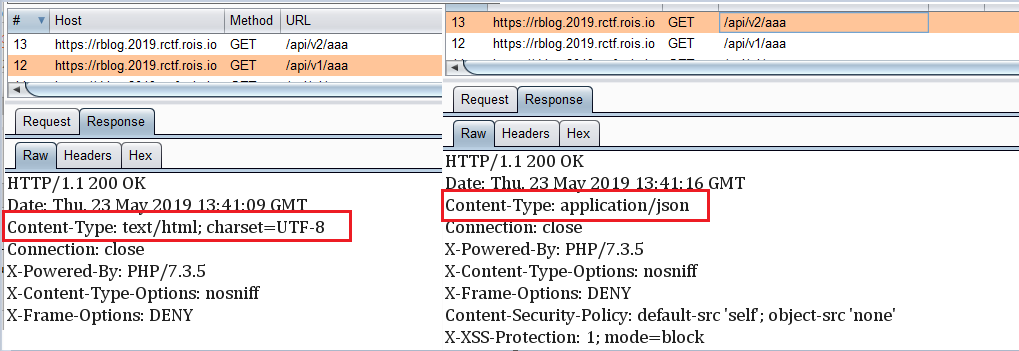 # Host Method URL
13 https://rblog.2019.rctf.rois.io GET /api/v2/aaa
12 https://rblog.2019.rctf.rois.io GET /api/v1/aaa
Request Response
Raw Headers Hex
HTTP/1.1 200 OK
Date: Thu, 23 May 2019 13:41:09 GMT
Content-Type: text/html; charset=UTF-8
Connection: close
X-Powered-By: PHP/7.3.5
X-Content-Type-Options: nosniff
X-Frame-Options: DENY
13 https://rblog.2019.rctf.rois.io GET /api/v2/aaa
12 https://rblog.2019.rctf.rois.io GET /api/v1/aaa
Request Response
Raw Headers Hex
HTTP/1.1 200 OK
Date: Thu, 23 May 2019 13:41:16 GMT
Content-Type: application/json
Connection: close
X-Powered-By: PHP/7.3.5
X-Content-Type-Options: nosniff
X-Frame-Options: DENY
Content-Security-Policy: default-src 'self'; object-src 'none'
X-XSS-Protection: 1; mode=block